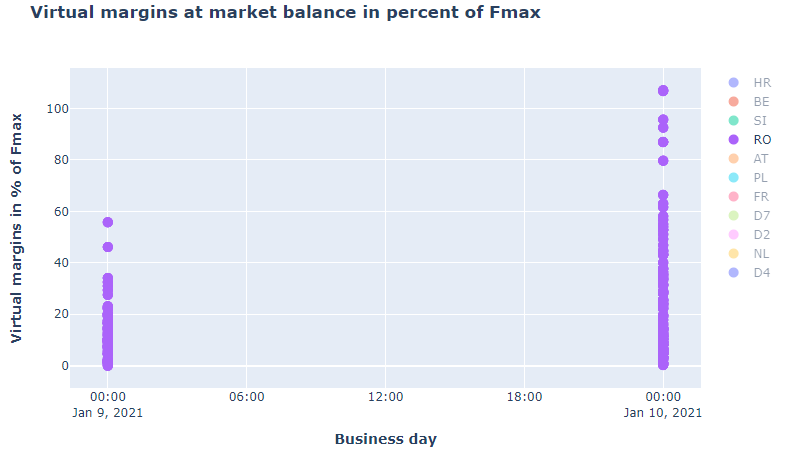 Virtual margins at market balance in percent of Fmax
Virtual margins in % of Fmax
100
80
60
40
20
0
00:00
Jan 9, 2021
06:00
12:00
18:00
00:00
Jan 10, 2021
Business day
HR
BE
SI
RO
AT
PL
FR
D7
D2
NL
D4